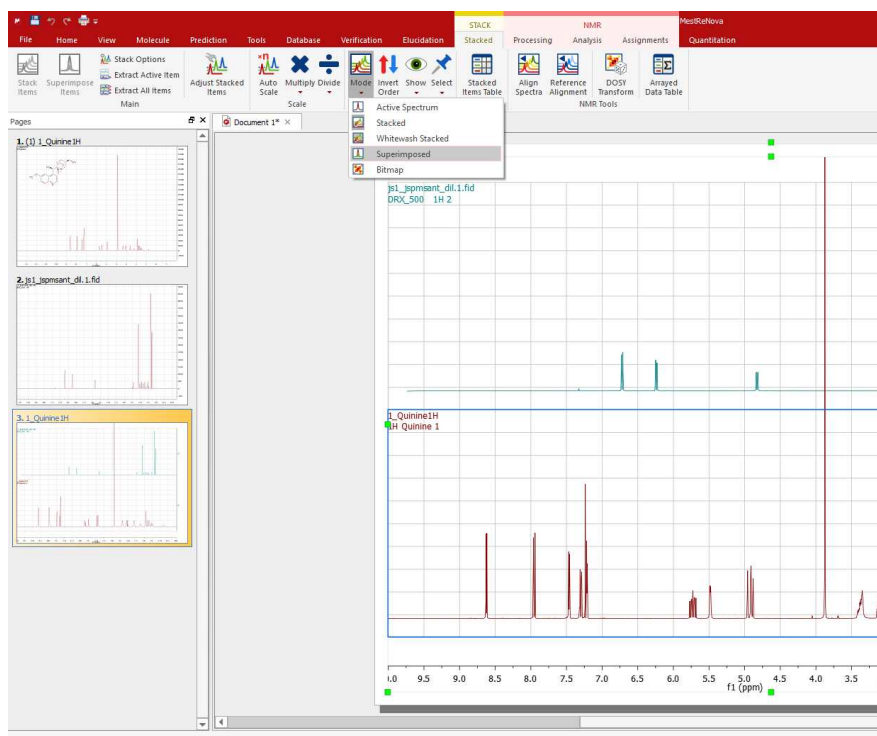 STACK NMR MestReNova
File Home View Molecule Prediction Tools Database Verification Elucidation Stacked Processing Analysis Assignments Quantitation
Stack Items
Superimpose Items
Stack Options
Extract Active Item
Extract All Items
Main
Adjust Stacked Items
Auto Scale
Multiply
Divide
Scale
Mode
Invert Order
Show
Select
Stacked Items Table
Align Spectra
Reference Alignment
DOSY Transform
Arrayed Data Table
NMR Tools
Active Spectrum
Stacked
Whitewash Stacked
Superimposed
Bitmap
Pages
Document 1*
1. (1) 1_Quinine1H
2. js1_jspmsant_dil.1.fid
3. 1_Quinine1H
js1_jspmsant_dil.1.fid
DRX_500 1H 2
1_Quinine1H
1H Quinine 1
.0 9.5 9.0 8.5 8.0 7.5 7.0 6.5 6.0 5.5 5.0 4.5 4.0 3.5
f1 (ppm)